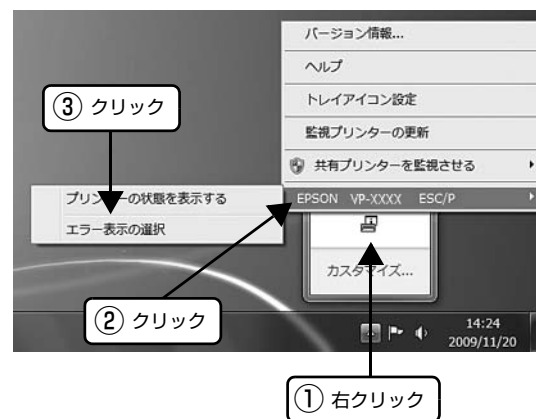 バージョン情報...
ヘルプ
トレイアイコン設定
監視プリンターの更新
共有プリンターを監視させる
EPSON VP-XXXX ESC/P
③ クリック
プリンターの状態を表示する
エラー表示の選択
カスタマイズ...
② クリック
14:24
2009/11/20
① 右クリック